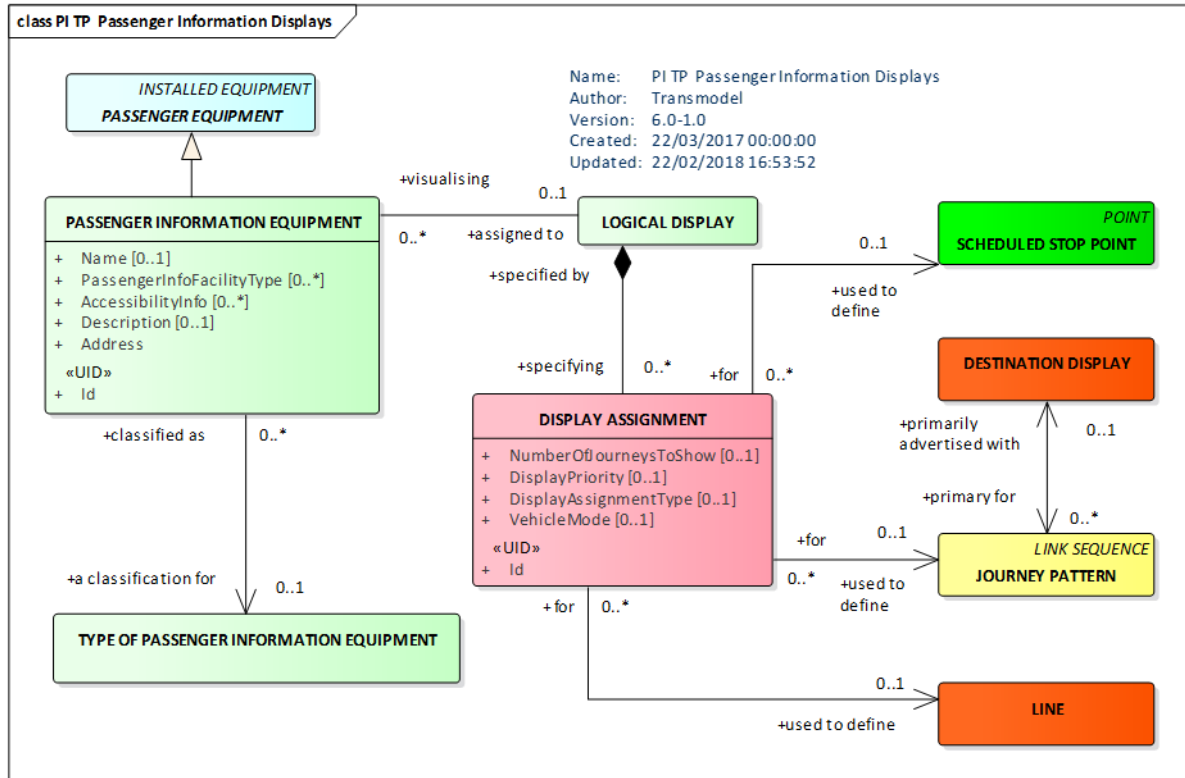 class PI TP Passenger Information Displays
INSTALLED EQUIPMENT
PASSENGER EQUIPMENT
Name: PI TP Passenger Information Displays
Author: Transmodel
Version: 6.0-1.0
Created: 22/03/2017 00:00:00
Updated: 22/02/2018 16:53:52
+visualising
0..1
PASSENGER INFORMATION EQUIPMENT
+ Name [0..1]
+ PassengerInfoFacilityType [0..*]
+ AccessibilityInfo [0..*]
+ Description [0..1]
+ Address
«UID»
+ Id
0..*
+assigned to
LOGICAL DISPLAY
+specified by
POINT
SCHEDULED STOP POINT
0..1
+used to
define
+specifying
0..*
+for
0..*
DESTINATION DISPLAY
+primarily
advertised with
0..1
+primary for
0..*
+classified as
0..*
DISPLAY ASSIGNMENT
+ NumberOfJourneysToShow [0..1]
+ DisplayPriority [0..1]
+ DisplayAssignmentType [0..1]
+ VehicleMode [0..1]
«UID»
+ Id
+for
0..1
0..*
+used to
define
LINK SEQUENCE
JOURNEY PATTERN
+a classification for
0..1
TYPE OF PASSENGER INFORMATION EQUIPMENT
+for
0..*
0..1
+used to define
LINE